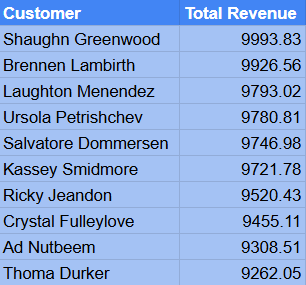 Customer Total Revenue
Shaughn Greenwood 9993.83
Brennen Lambirth 9926.56
Laughton Menendez 9793.02
Ursola Petrishchev 9780.81
Salvatore Dommersen 9746.98
Kassey Smidmore 9721.78
Ricky Jeandon 9520.43
Crystal Fulleylove 9455.11
Ad Nutbeem 9308.51
Thoma Durker 9262.05